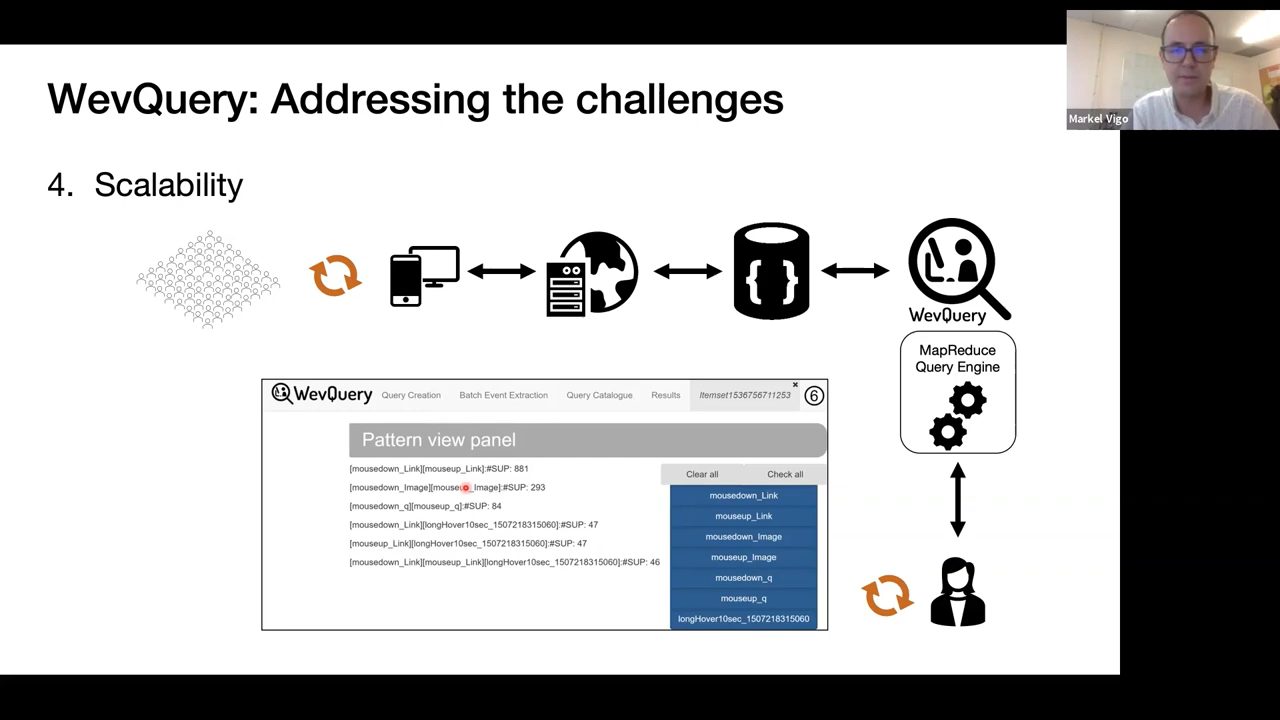 WevQuery: Addressing the challenges
Markel Vigo
4. Scalability
{ }
WevQuery
MapReduce
Query Engine
WevQuery Query Creation Batch Event Extraction Query Catalogue Results Itemset1536756711253 × 6
Pattern view panel
[mousedown_Link][mouseup_Link]:#SUP: 881
[mousedown_Image][mouseup_Image]:#SUP: 293
[mousedown_q][mouseup_q]:#SUP: 84
[mousedown_Link][longHover10sec_1507218315060]:#SUP: 47
[mouseup_Link][longHover10sec_1507218315060]:#SUP: 47
[mousedown_Link][mouseup_Link][longHover10sec_1507218315060]:#SUP: 46
Clear all Check all
mousedown_Link
mouseup_Link
mousedown_Image
mouseup_Image
mousedown_q
mouseup_q
longHover10sec_1507218315060